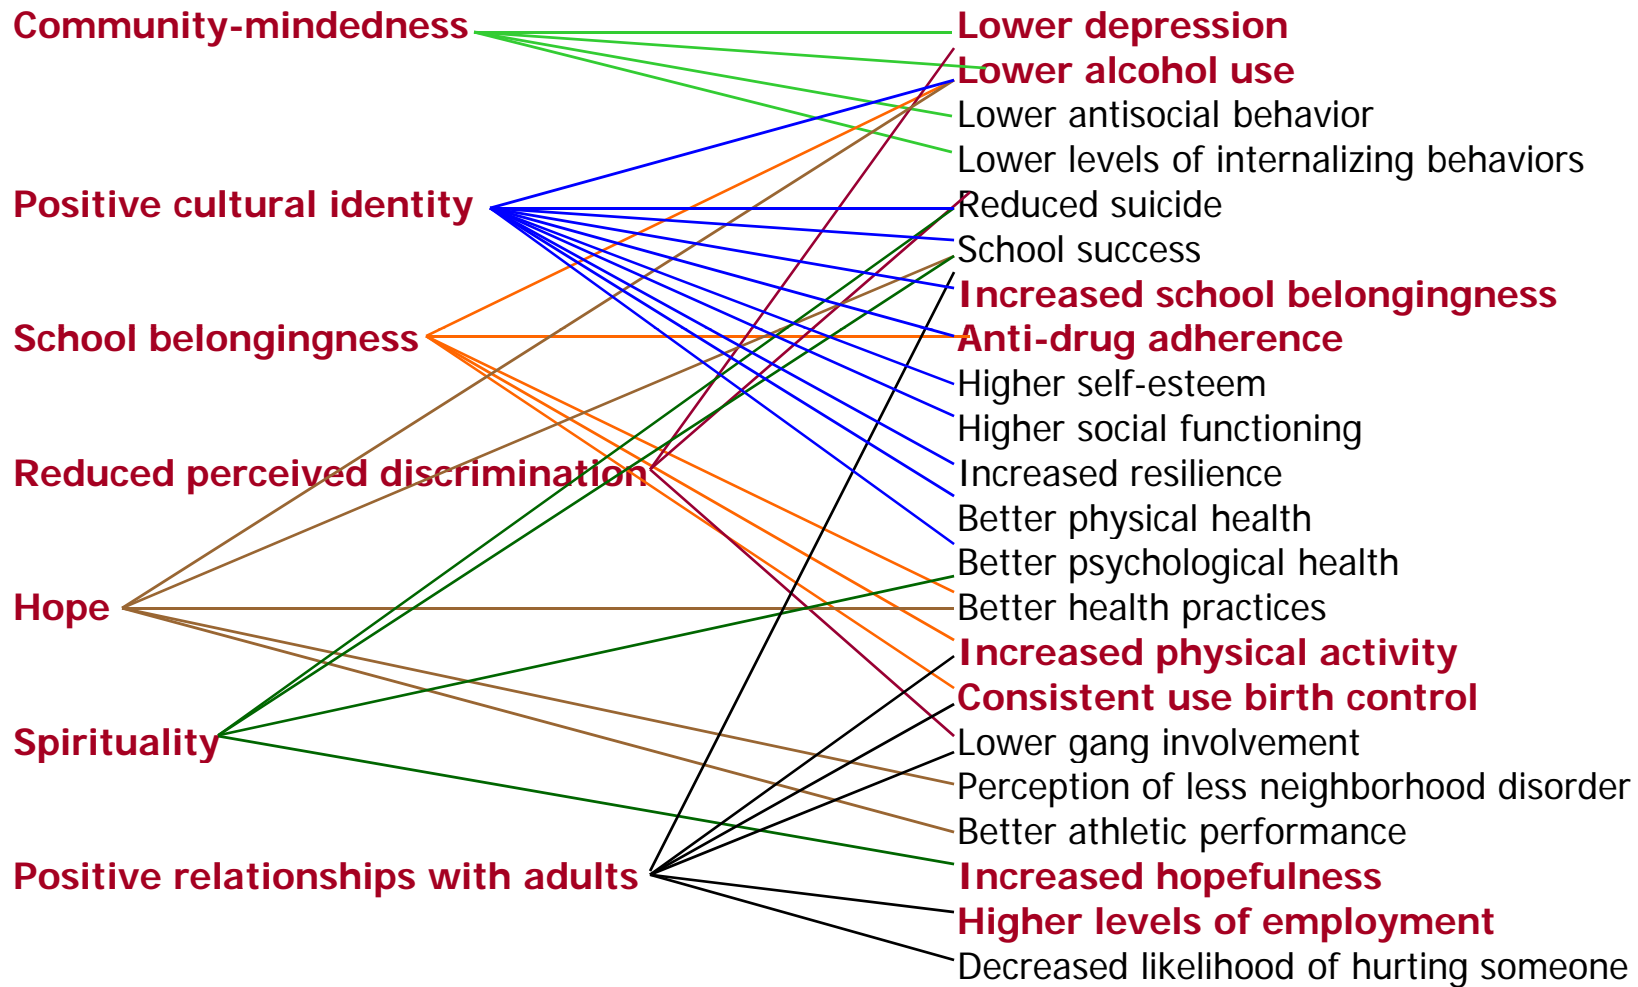 Community-mindedness
Positive cultural identity
School belongingness
Reduced perceived discrimination
Hope
Spirituality
Positive relationships with adults
Lower depression
Lower alcohol use
Lower antisocial behavior
Lower levels of internalizing behaviors
Reduced suicide
School success
Increased school belongingness
Anti-drug adherence
Higher self-esteem
Higher social functioning
Increased resilience
Better physical health
Better psychological health
Better health practices
Increased physical activity
Consistent use birth control
Lower gang involvement
Perception of less neighborhood disorder
Better athletic performance
Increased hopefulness
Higher levels of employment
Decreased likelihood of hurting someone